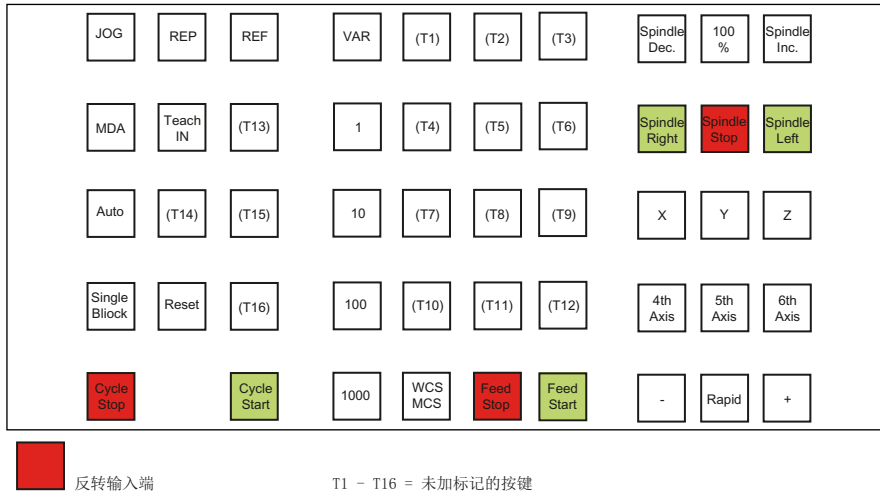 JOG REP REF VAR (T1) (T2) (T3) Spindle Dec. 100 % Spindle Inc.
MDA Teach IN (T13) 1 (T4) (T5) (T6) Spindle Right Spindle Stop Spindle Left
Auto (T14) (T15) 10 (T7) (T8) (T9) X Y Z
Single Bliock Reset (T16) 100 (T10) (T11) (T12) 4th Axis 5th Axis 6th Axis
Cycle Stop Cycle Start 1000 WCS MCS Feed Stop Feed Start - Rapid +
反转输入端 T1 - T16 = 未加标记的按键